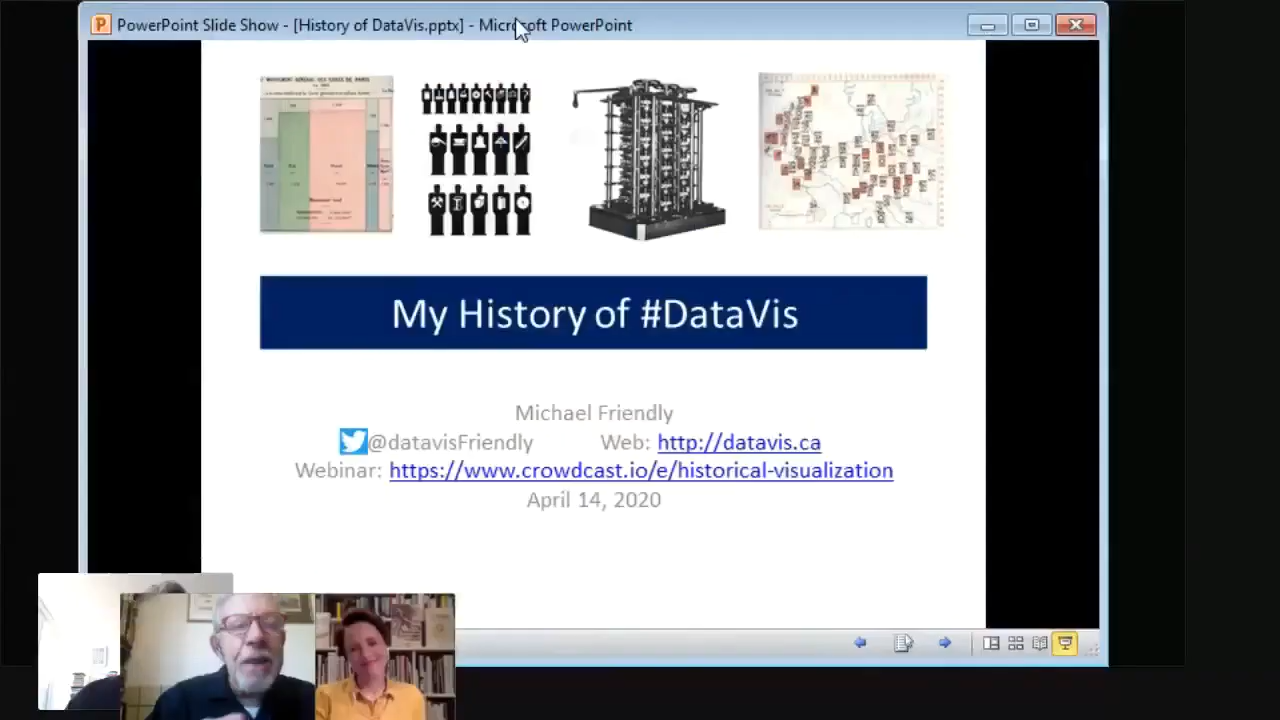 PowerPoint Slide Show - [History of DataVis.pptx] - Microsoft PowerPoint
My History of #DataVis
Michael Friendly
@datavisFriendly Web: http://datavis.ca
Webinar: https://www.crowdcast.io/e/historical-visualization
April 14, 2020